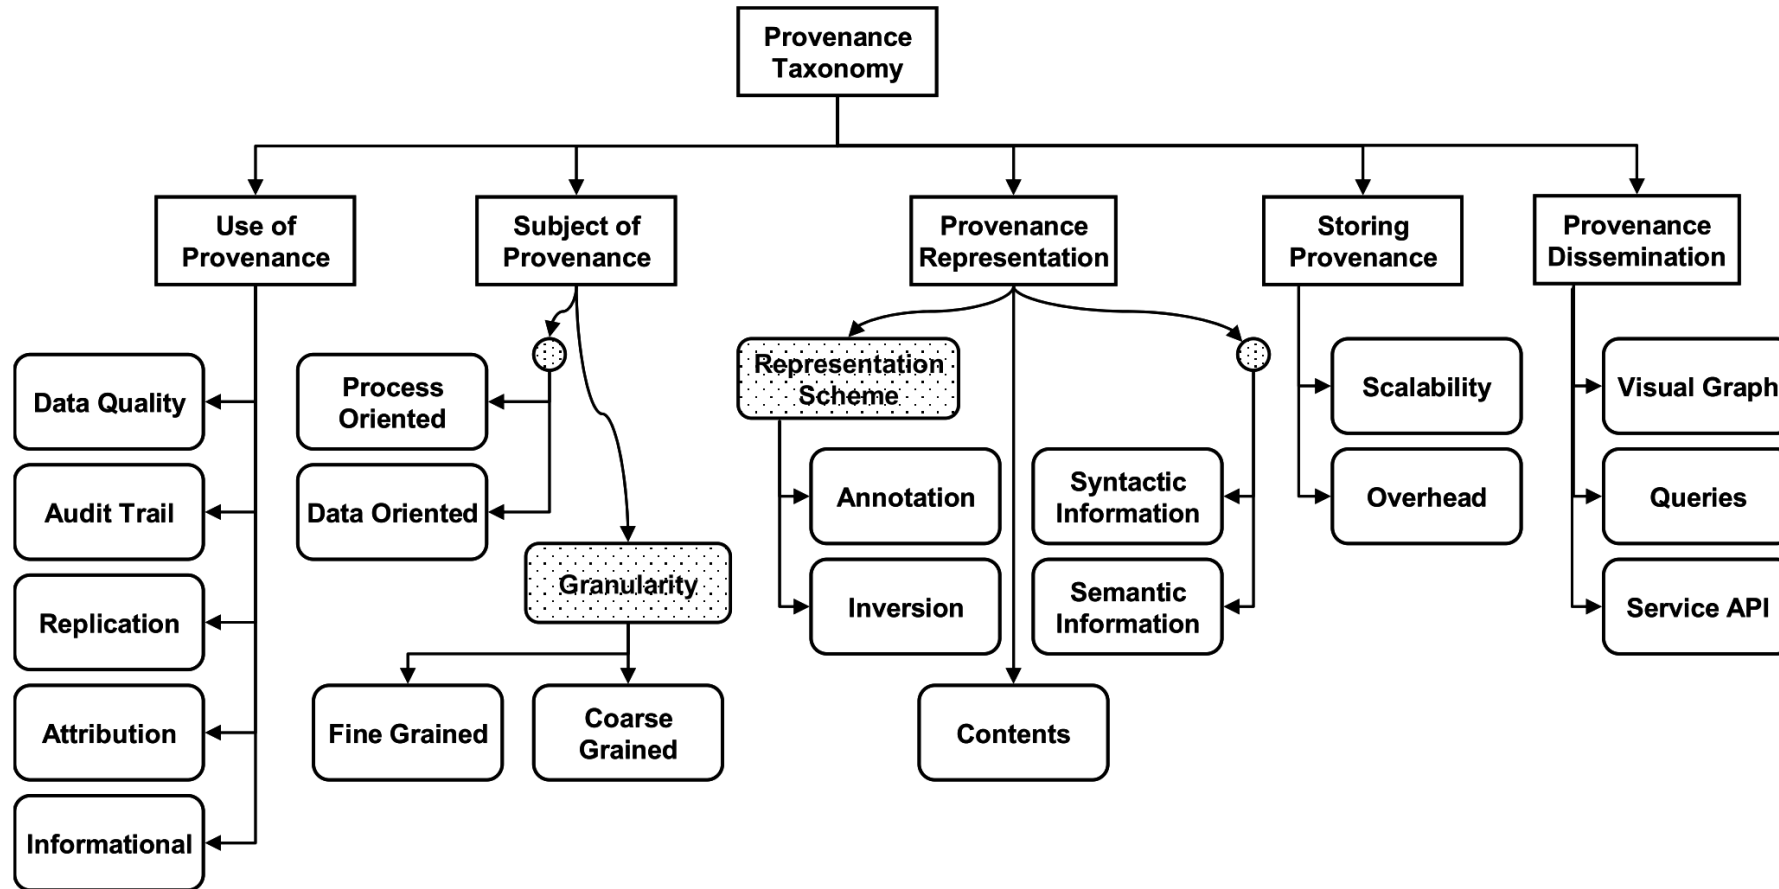 Provenance
Taxonomy
Use of
Provenance
Subject of
Provenance
Provenance
Representation
Storing
Provenance
Provenance
Dissemination
Data Quality
Audit Trail
Replication
Attribution
Informational
Process
Oriented
Data Oriented
Granularity
Fine Grained
Coarse
Grained
Representation
Scheme
Annotation
Inversion
Syntactic
Information
Semantic
Information
Contents
Scalability
Overhead
Visual Graph
Queries
Service API